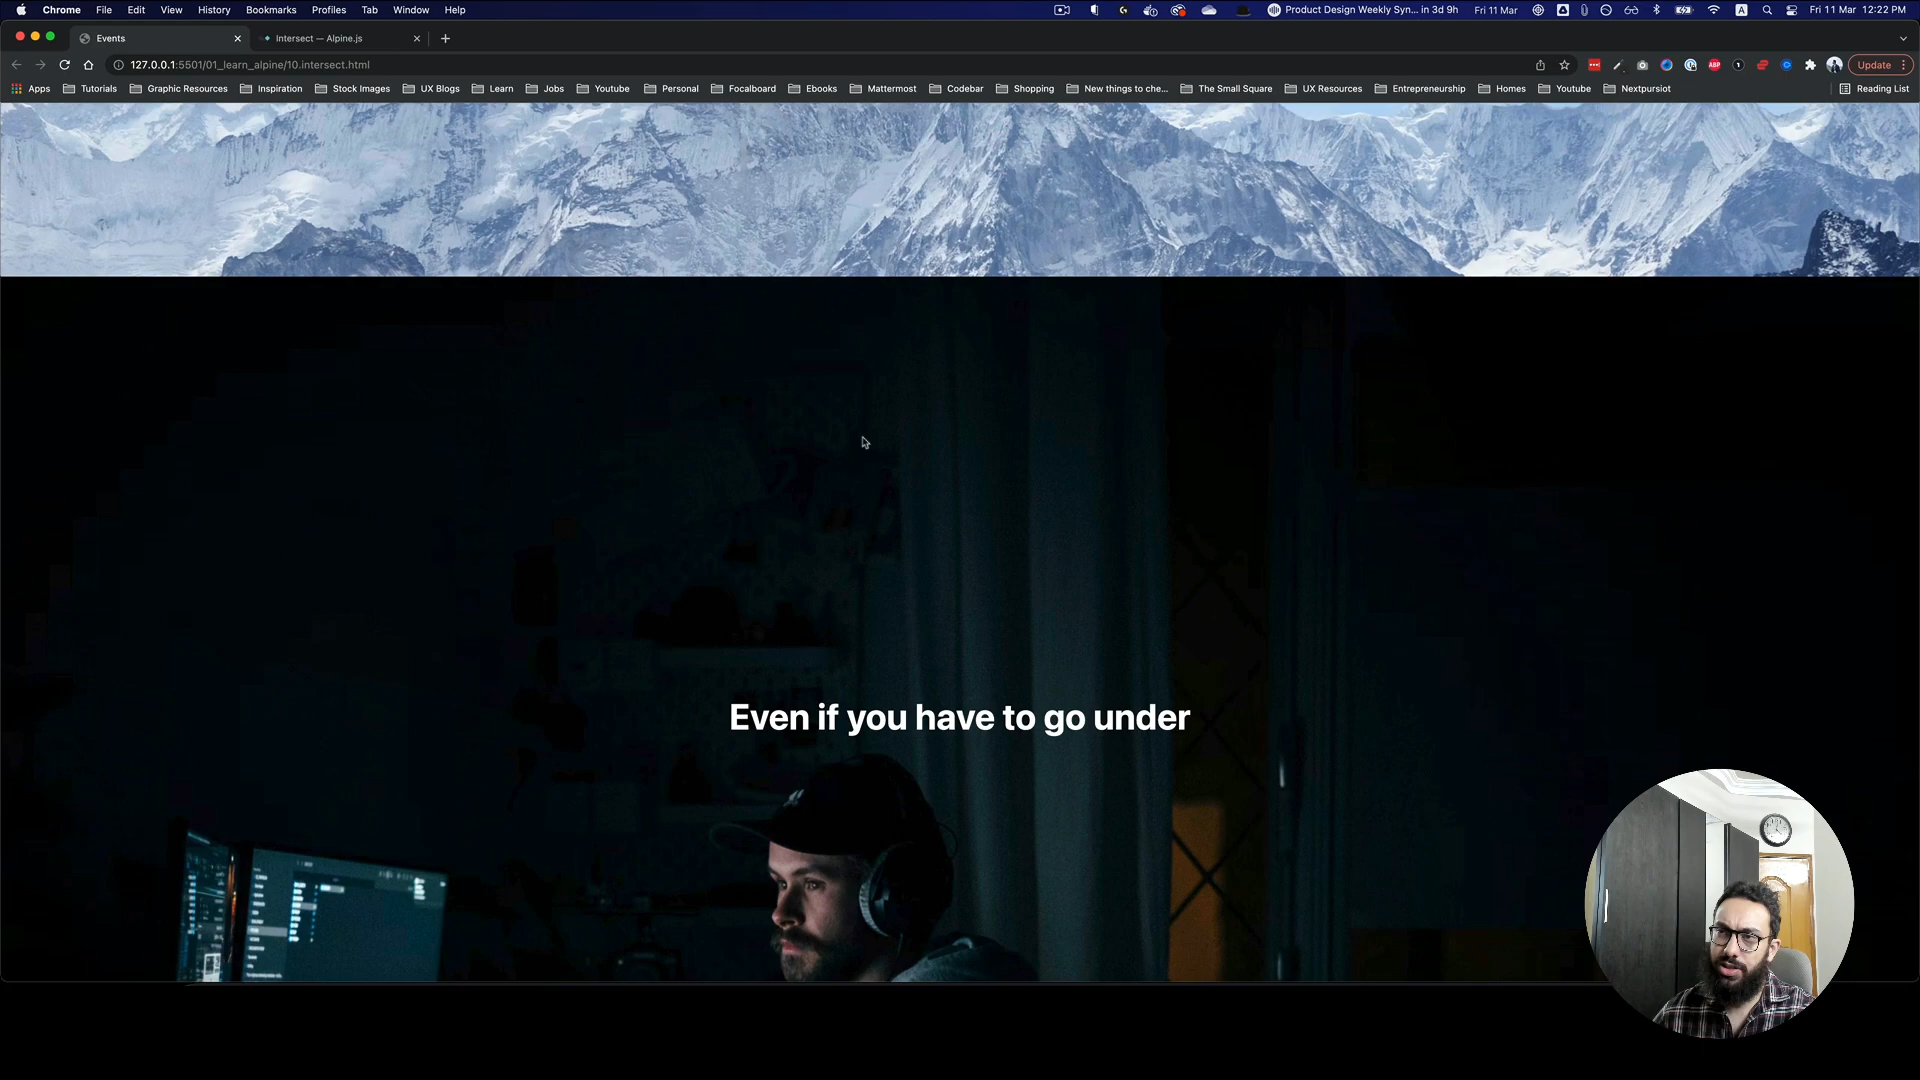 Chrome File Edit View History Bookmarks Profiles Tab Window Help Product Design Weekly Syn... in 3d 9h Fri 11 Mar Fri 11 Mar 12:22 PM
Events Intersect — Alpine.js
127.0.0.1:5501/01_learn_alpine/10.intersect.html ABP Update
Apps Tutorials Graphic Resources Inspiration Stock Images UX Blogs Learn Jobs Youtube Personal Focalboard Ebooks Mattermost Codebar Shopping New things to che... The Small Square UX Resources Entrepreneurship Homes Youtube Nextpursiot Reading List
Even if you have to go under